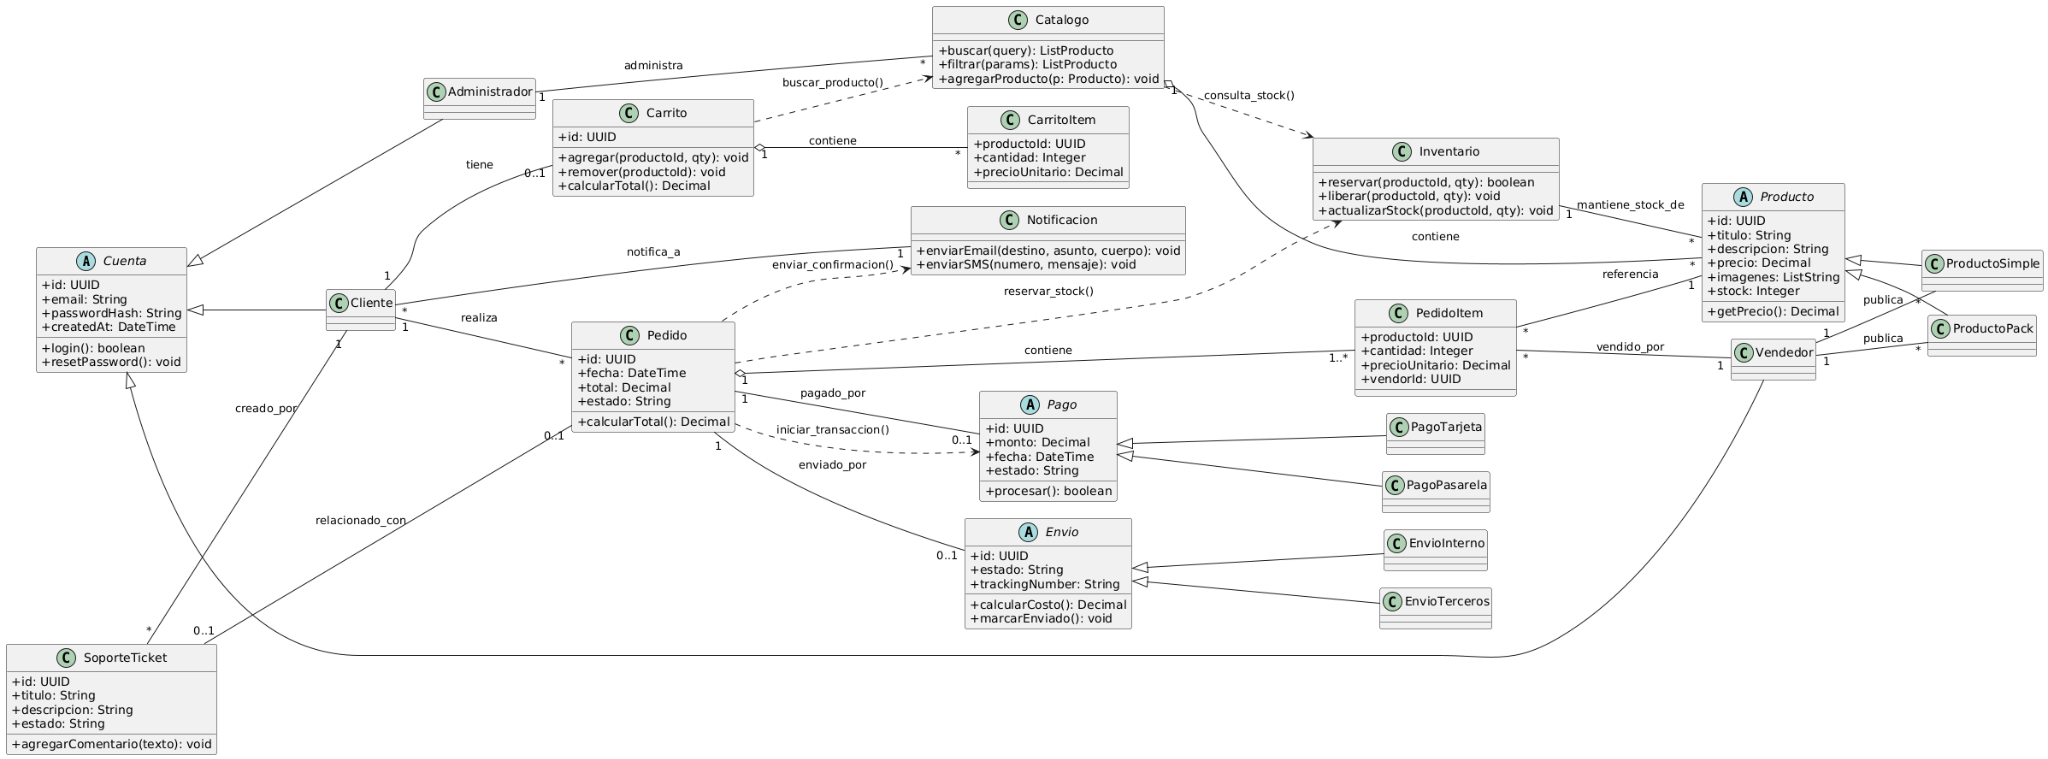 C Catalogo
+buscar(query): ListProducto
+filtrar(params): ListProducto
+agregarProducto(p: Producto): void
administra
1
*
C Administrador
buscar_producto()
1
consulta_stock()
C Carrito
+id: UUID
+agregar(productoId, qty): void
+remover(productoId): void
+calcularTotal(): Decimal
contiene
1
*
C CarritoItem
+productoId: UUID
+cantidad: Integer
+precioUnitario: Decimal
C Inventario
+reservar(productoId, qty): boolean
+liberar(productoId, qty): void
+actualizarStock(productoId, qty): void
mantiene_stock_de
1
*
tiene
0..1
1
A Producto
+id: UUID
+titulo: String
+descripcion: String
+precio: Decimal
+imagenes: ListString
+stock: Integer
+getPrecio(): Decimal
contiene
*
C Notificacion
+enviarEmail(destino, asunto, cuerpo): void
+enviarSMS(numero, mensaje): void
notifica_a
1
*
enviar_confirmacion()
reservar_stock()
referencia
1
*
A Cuenta
+id: UUID
+email: String
+passwordHash: String
+createdAt: DateTime
+login(): boolean
+resetPassword(): void
C Cliente
realiza
1
*
1
C ProductoSimple
publica
*
1
C ProductoPack
publica
*
1
C Pedido
+id: UUID
+fecha: DateTime
+total: Decimal
+estado: String
+calcularTotal(): Decimal
contiene
1
1..*
C PedidoItem
+productoId: UUID
+cantidad: Integer
+precioUnitario: Decimal
+vendorId: UUID
vendido_por
*
1
C Vendedor
pagado_por
1
0..1
iniciar_transaccion()
A Pago
+id: UUID
+monto: Decimal
+fecha: DateTime
+estado: String
+procesar(): boolean
C PagoTarjeta
C PagoPasarela
enviado_por
1
0..1
A Envio
+id: UUID
+estado: String
+trackingNumber: String
+calcularCosto(): Decimal
+marcarEnviado(): void
C EnvioInterno
C EnvioTerceros
creado_por
*
relacionado_con
0..1
0..1
C SoporteTicket
+id: UUID
+titulo: String
+descripcion: String
+estado: String
+agregarComentario(texto): void